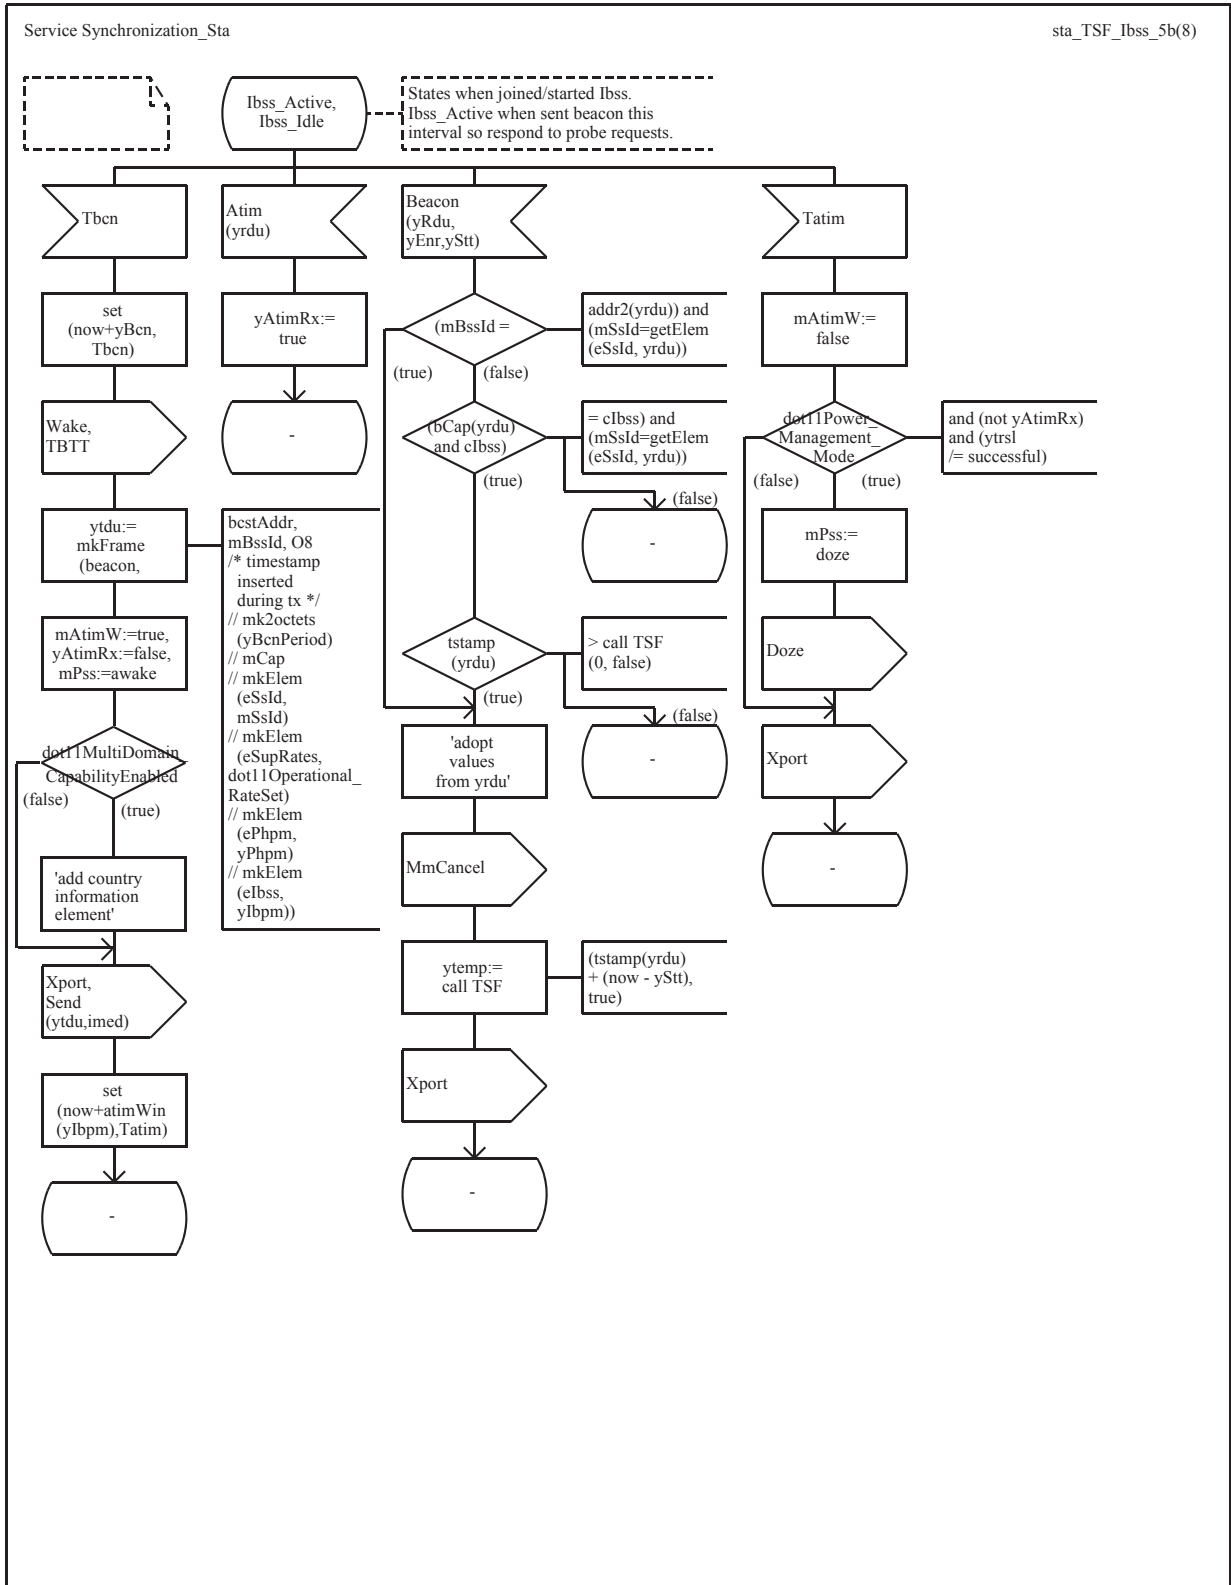 Service Synchronization_Sta
sta_TSF_Ibss_5b(8)
Ibss_Active,
Ibss_Idle
States when joined/started Ibss.
Ibss_Active when sent beacon this
interval so respond to probe requests.
Tbcn
set
(now+yBcn,
Tbcn)
Wake,
TBTT
ytdu:=
mkFrame
(beacon,
bcstAddr,
mBssId, O8
/* timestamp
inserted
during tx */
// mk2octets
(yBcnPeriod)
// mCap
// mkElem
(eSsId,
mSsId)
// mkElem
(eSupRates,
dot11Operational_
RateSet)
// mkElem
(ePhpm,
yPhpm)
// mkElem
(eIbss,
yIbpm))
mAtimW:=true,
yAtimRx:=false,
mPss:=awake
dot11MultiDomain_
CapabilityEnabled
(false)
(true)
'add country
information
element'
Xport,
Send
(ytdu,imed)
set
(now+atimWin
(yIbpm),Tatim)
-
Atim
(yrdu)
yAtimRx:=
true
-
Beacon
(yRdu,
yEnr,yStt)
(mBssId =
addr2(yrdu)) and
(mSsId=getElem
(eSsId, yrdu))
(true)
(false)
(bCap(yrdu)
and cIbss)
= cIbss) and
(mSsId=getElem
(eSsId, yrdu))
(true)
(false)
-
tstamp
(yrdu)
> call TSF
(0, false)
(true)
(false)
-
'adopt
values
from yrdu'
MmCancel
ytemp:=
call TSF
(tstamp(yrdu)
+ (now - yStt),
true)
Xport
-
Tatim
mAtimW:=
false
dot11Power_
Management_
Mode
and (not yAtimRx)
and (ytrsl
/= successful)
(false)
(true)
mPss:=
doze
Doze
Xport
-